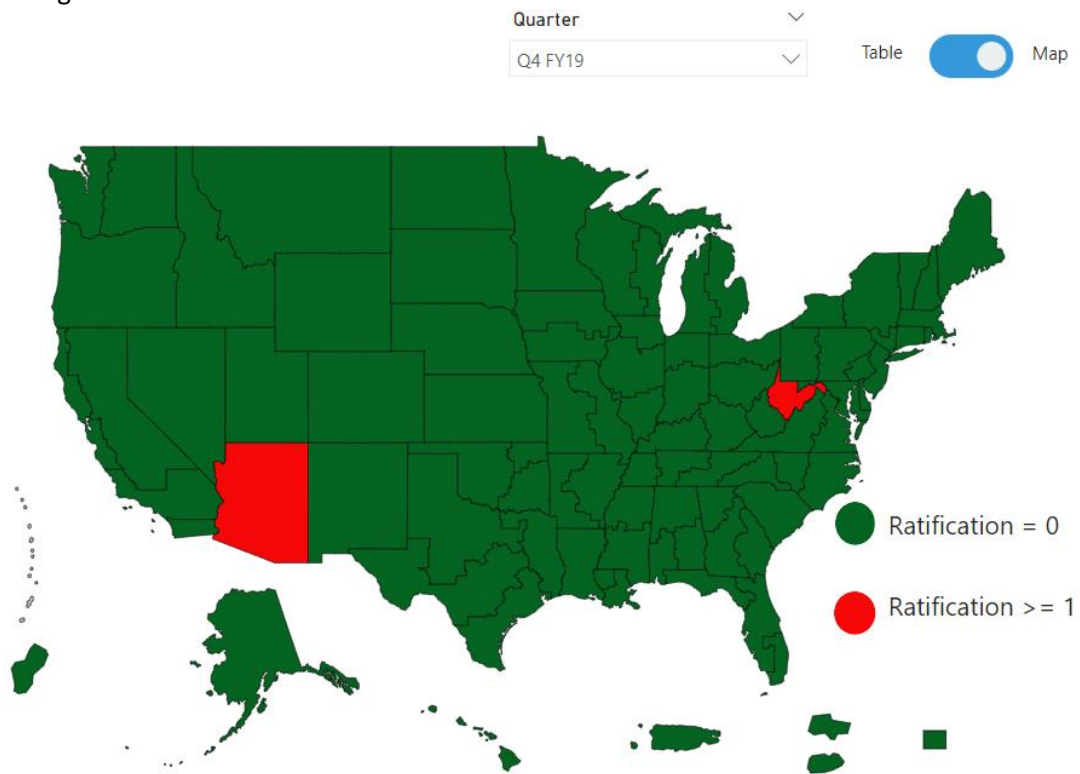 Quarter
Q4 FY19
Table
Map
Ratification = 0
Ratification >= 1